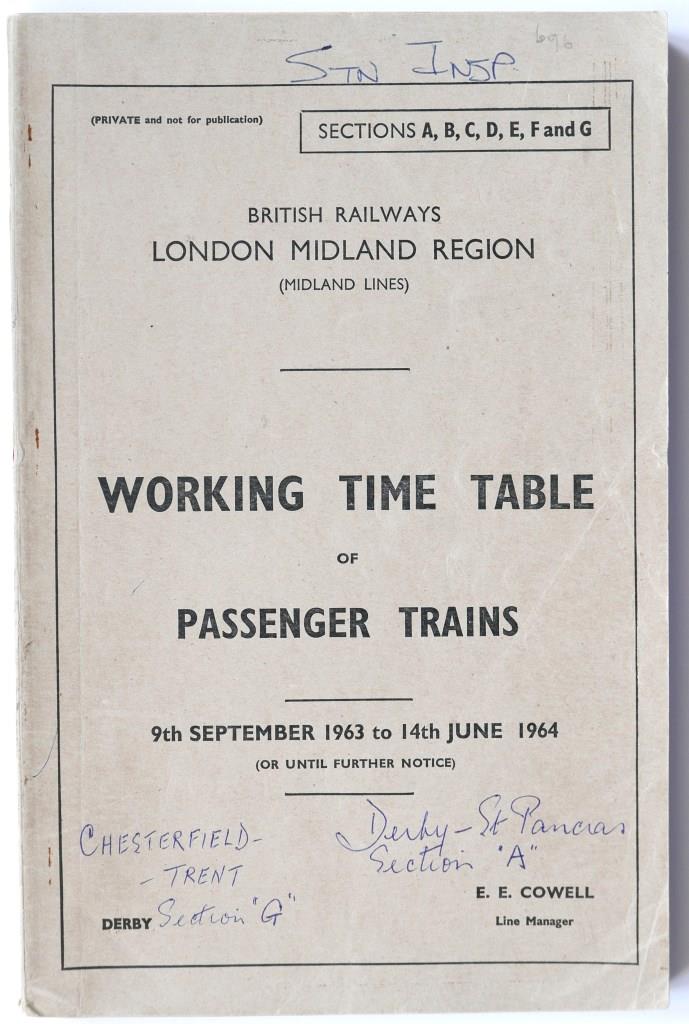 696
STN INSP.
(PRIVATE and not for publication)
SECTIONS A, B, C, D, E, F and G
BRITISH RAILWAYS
LONDON MIDLAND REGION
(MIDLAND LINES)
WORKING TIME TABLE
OF
PASSENGER TRAINS
9th SEPTEMBER 1963 to 14th JUNE 1964
(OR UNTIL FURTHER NOTICE)
CHESTERFIELD-
- TRENT
Section "G"
DERBY
Derby - St Pancras
Section "A"
E. E. COWELL
Line Manager